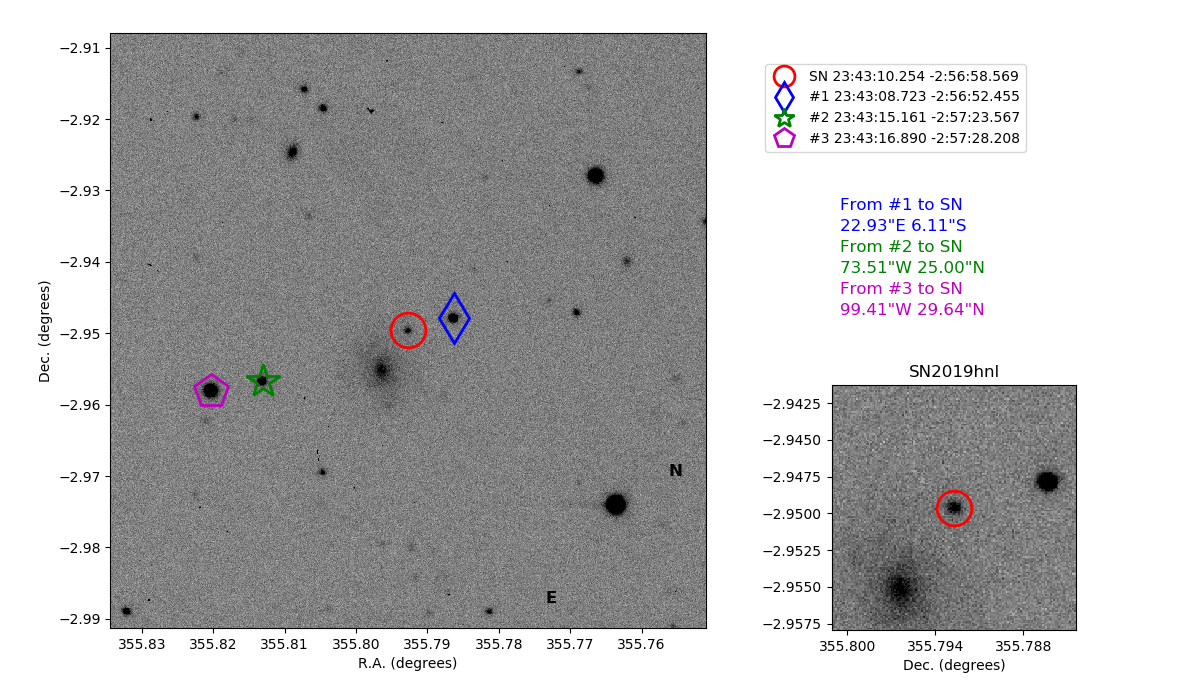 −2.91
−2.92
−2.93
−2.94
−2.95
−2.96
−2.97
−2.98
−2.99
Dec. (degrees)
355.83 355.82 355.81 355.80 355.79 355.78 355.77 355.76
R.A. (degrees)
N
E
SN 23:43:10.254 -2:56:58.569
#1 23:43:08.723 -2:56:52.455
#2 23:43:15.161 -2:57:23.567
#3 23:43:16.890 -2:57:28.208
From #1 to SN
22.93"E 6.11"S
From #2 to SN
73.51"W 25.00"N
From #3 to SN
99.41"W 29.64"N
SN2019hnl
−2.9425
−2.9450
−2.9475
−2.9500
−2.9525
−2.9550
−2.9575
355.800 355.794 355.788
Dec. (degrees)